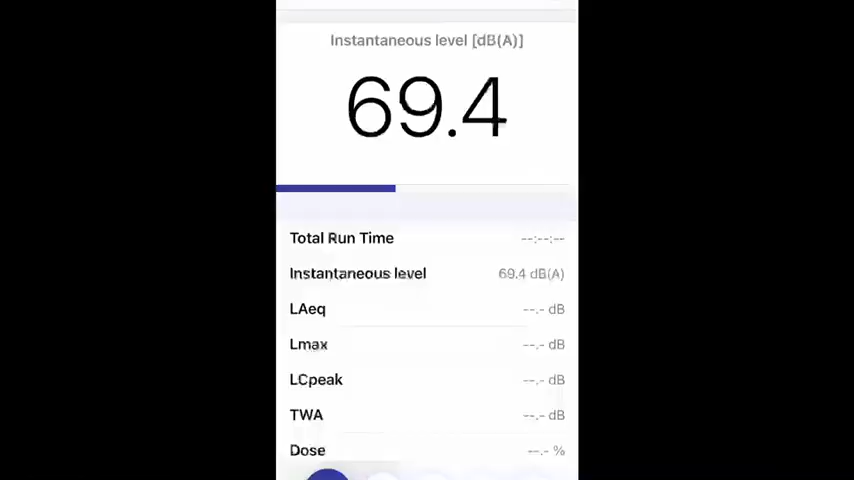 Instantaneous level [dB(A)]
69.4
Total Run Time --:--:--
Instantaneous level 69.4 dB(A)
LAeq --.- dB
Lmax --.- dB
LCpeak --.- dB
TWA --.- dB
Dose --.- %